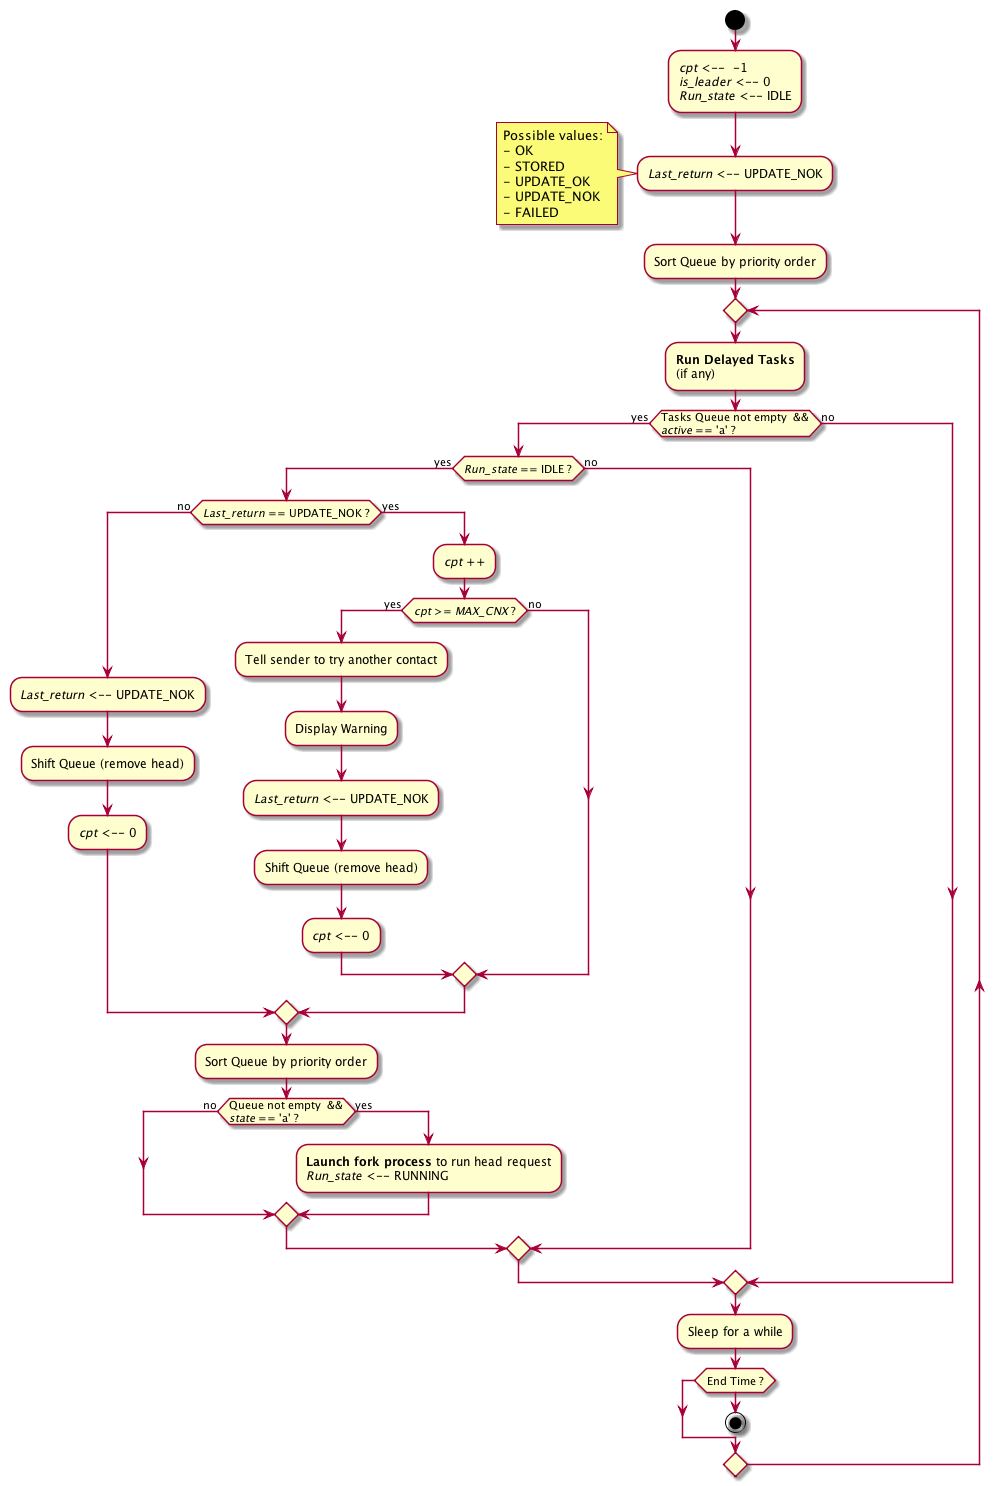 cpt <-- -1
is_leader <-- 0
Run_state <-- IDLE
Possible values:
- OK
- STORED
- UPDATE_OK
- UPDATE_NOK
- FAILED
Last_return <-- UPDATE_NOK
Sort Queue by priority order
Run Delayed Tasks
(if any)
yes
Tasks Queue not empty &&
active == 'a' ?
no
yes
Run_state == IDLE ?
no
no
Last_return == UPDATE_NOK ?
yes
cpt ++
yes
cpt >= MAX_CNX ?
no
Tell sender to try another contact
Last_return <-- UPDATE_NOK
Display Warning
Shift Queue (remove head)
Last_return <-- UPDATE_NOK
cpt <-- 0
Shift Queue (remove head)
cpt <-- 0
Sort Queue by priority order
no
Queue not empty &&
state == 'a' ?
yes
Launch fork process to run head request
Run_state <-- RUNNING
Sleep for a while
End Time ?